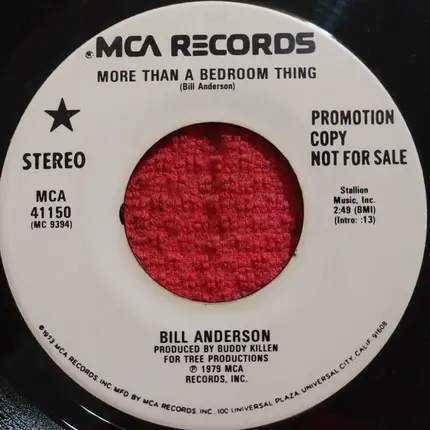 MCA RECORDS
MORE THAN A BEDROOM THING
(Bill Anderson)
★
STEREO
MCA
41150
(MC 9394)
PROMOTION
COPY
NOT FOR SALE
Stallion
Music, Inc.
2:49 (BMI)
(Intro: :13)
BILL ANDERSON
PRODUCED BY BUDDY KILLEN
FOR TREE PRODUCTIONS
℗ 1979 MCA
RECORDS, INC.
©1973 MCA RECORDS, INC. MFD BY MCA RECORDS, INC., 100 UNIVERSAL PLAZA, UNIVERSAL CITY, CALIF. 91608